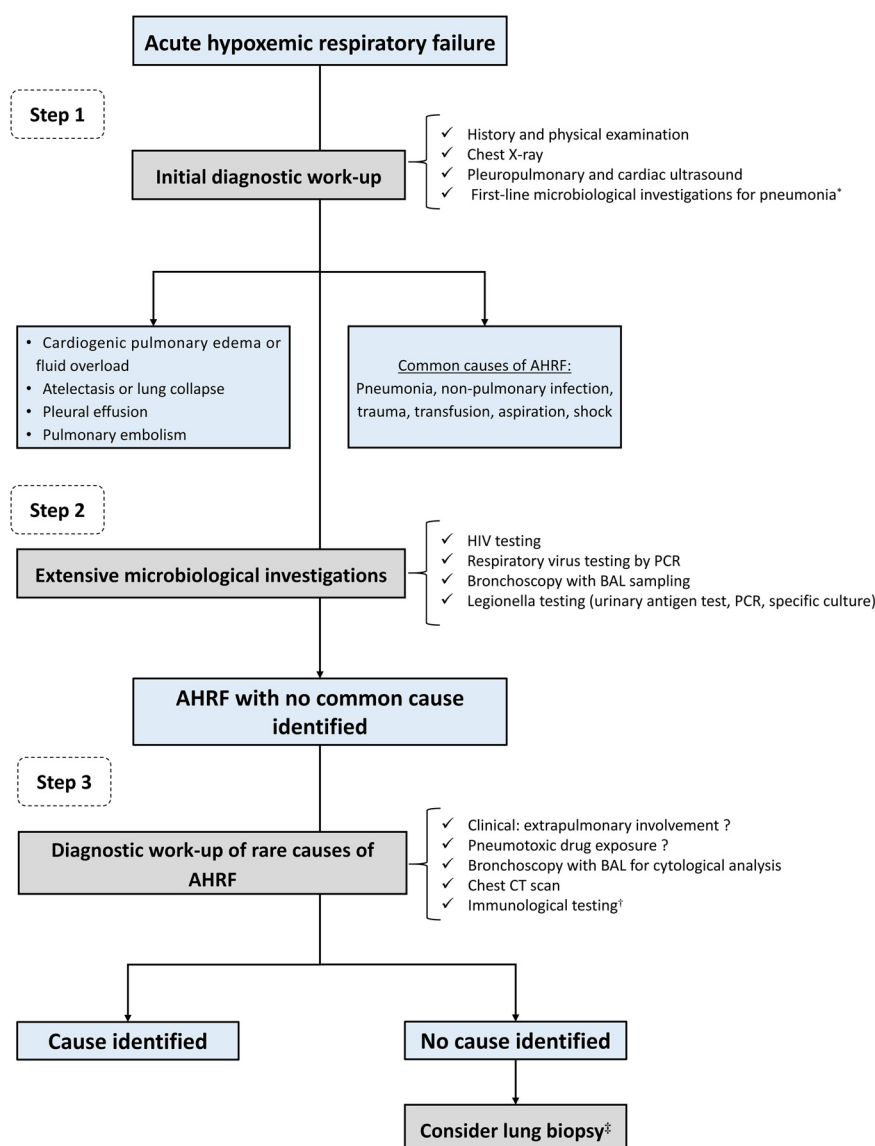 Acute hypoxemic respiratory failure
Step 1
Initial diagnostic work-up
✓ History and physical examination
✓ Chest X-ray
✓ Pleuropulmonary and cardiac ultrasound
✓ First-line microbiological investigations for pneumonia*
• Cardiogenic pulmonary edema or
fluid overload
• Atelectasis or lung collapse
• Pleural effusion
• Pulmonary embolism
Common causes of AHRF:
Pneumonia, non-pulmonary infection,
trauma, transfusion, aspiration, shock
Step 2
Extensive microbiological investigations
✓ HIV testing
✓ Respiratory virus testing by PCR
✓ Bronchoscopy with BAL sampling
✓ Legionella testing (urinary antigen test, PCR, specific culture)
AHRF with no common cause
identified
Step 3
Diagnostic work-up of rare causes of
AHRF
✓ Clinical: extrapulmonary involvement ?
✓ Pneumotoxic drug exposure ?
✓ Bronchoscopy with BAL for cytological analysis
✓ Chest CT scan
✓ Immunological testing†
Cause identified
No cause identified
Consider lung biopsy‡